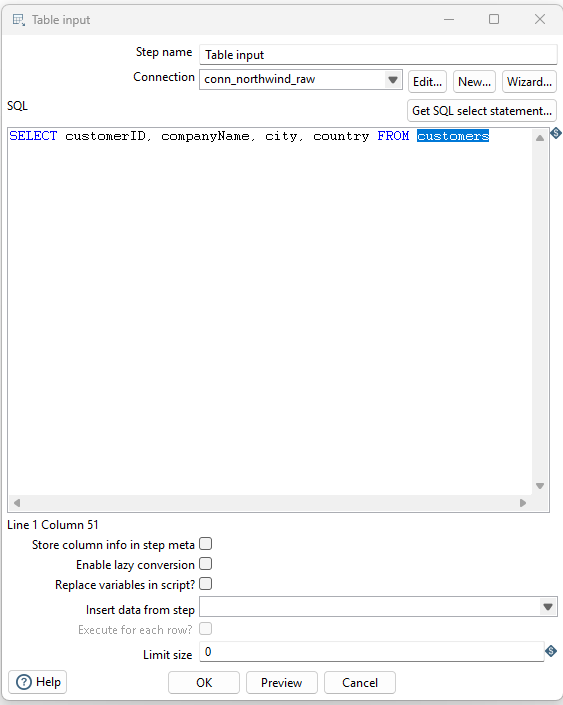 Table input
Step name Table input
Connection conn_northwind_raw Edit... New... Wizard...
SQL Get SQL select statement...
SELECT customerID, companyName, city, country FROM customers
Line 1 Column 51
Store column info in step meta
Enable lazy conversion
Replace variables in script?
Insert data from step
Execute for each row?
Limit size 0
Help OK Preview Cancel